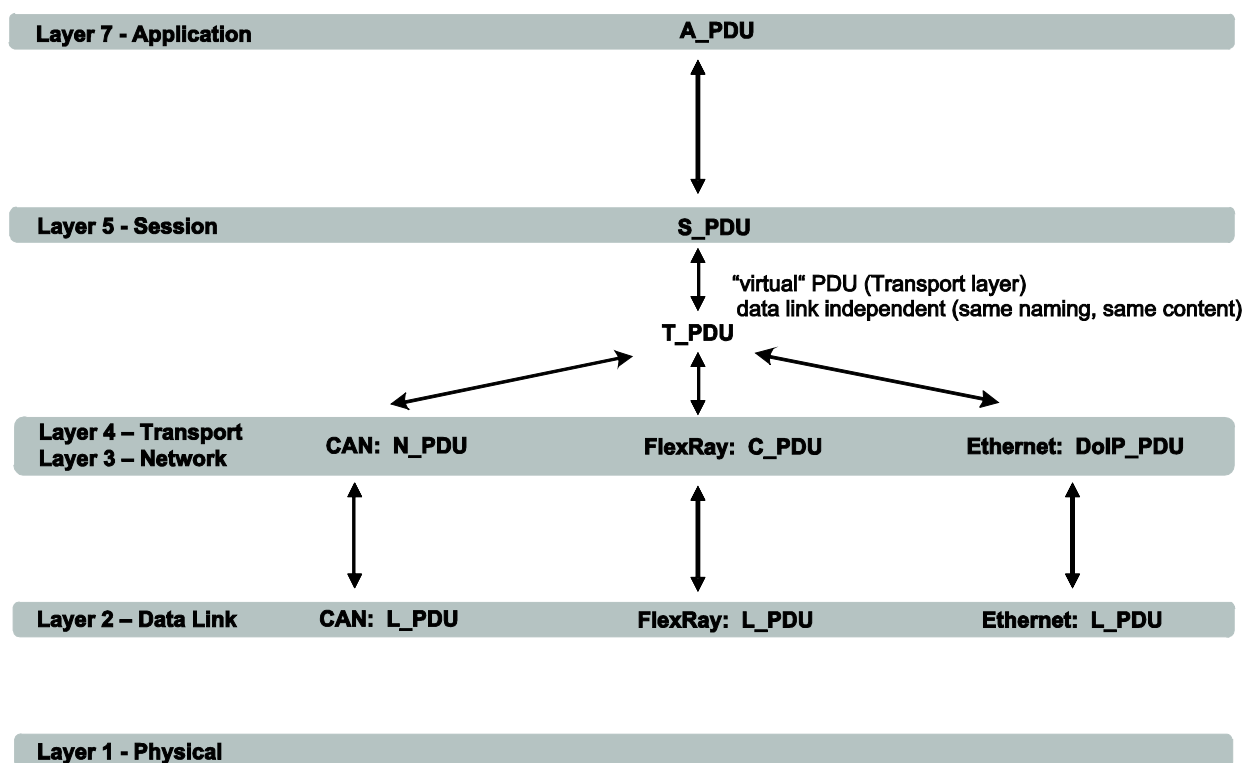 Layer 7 - Application
A_PDU
Layer 5 - Session
S_PDU
“virtual“ PDU (Transport layer)
data link independent (same naming, same content)
T_PDU
Layer 4 – Transport
Layer 3 – Network
CAN: N_PDU
FlexRay: C_PDU
Ethernet: DoIP_PDU
Layer 2 – Data Link
CAN: L_PDU
FlexRay: L_PDU
Ethernet: L_PDU
Layer 1 - Physical